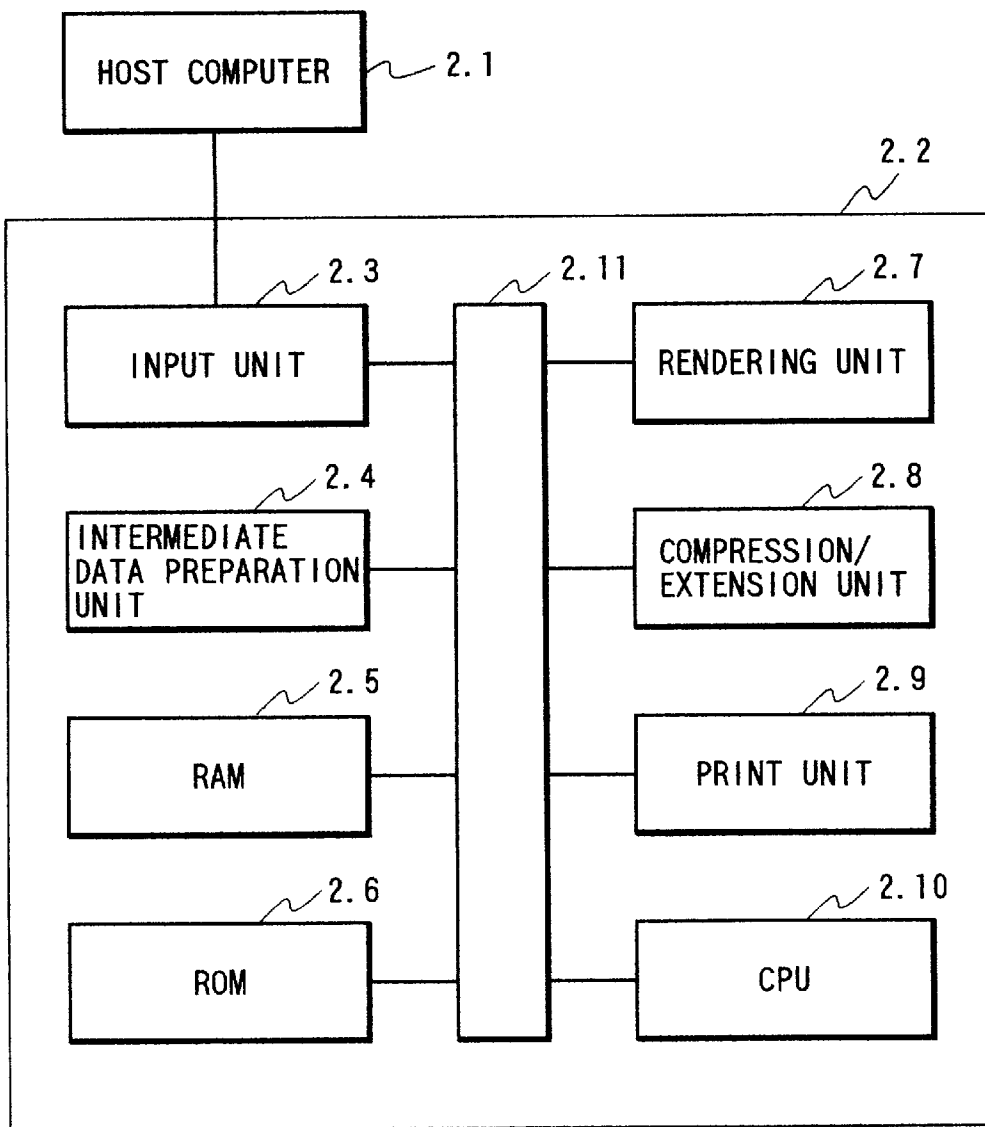 HOST COMPUTER
2.1
2.2
2.3
INPUT UNIT
2.11
2.7
RENDERING UNIT
2.4
INTERMEDIATE
DATA PREPARATION
UNIT
2.8
COMPRESSION/
EXTENSION UNIT
2.5
RAM
2.9
PRINT UNIT
2.6
ROM
2.10
CPU